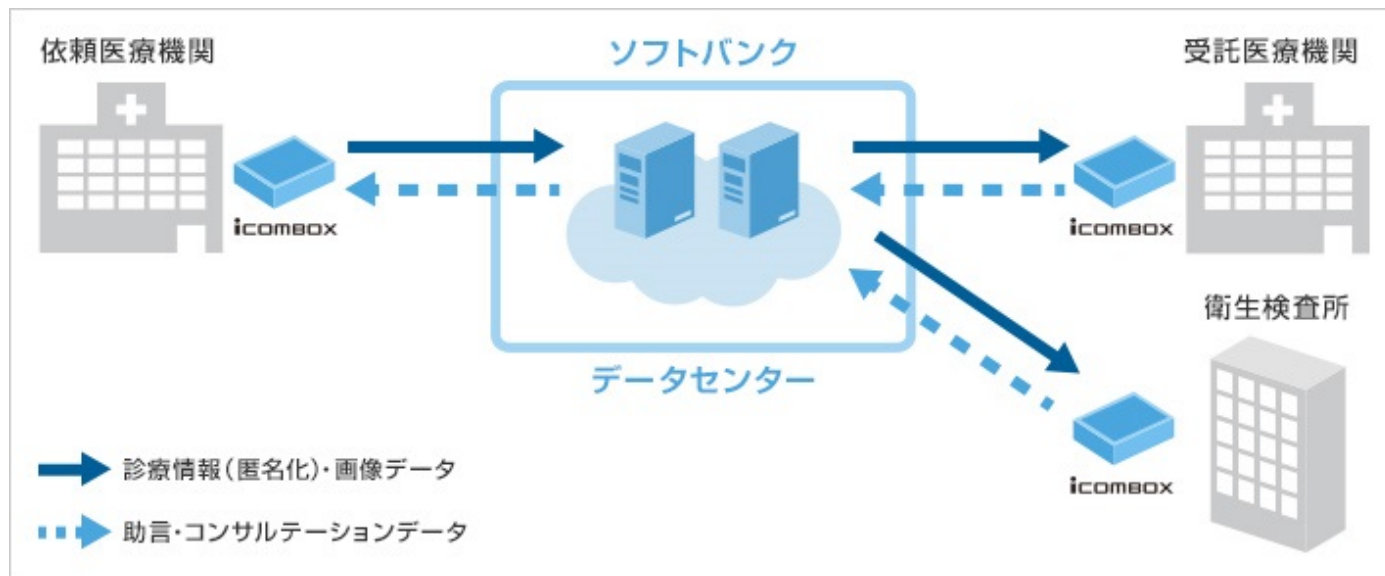 依頼医療機関
ソフトバンク
受託医療機関
icomBOX
icomBOX
衛生検査所
データセンター
icomBOX
診療情報(匿名化)・画像データ
助言・コンサルテーションデータ